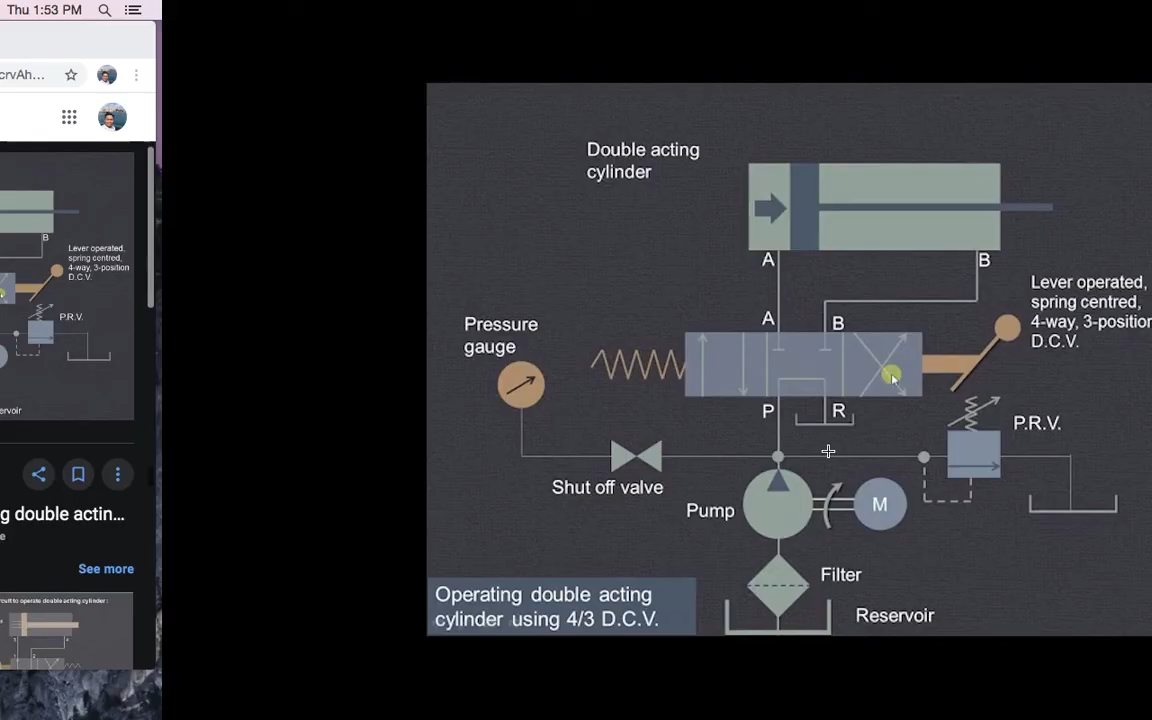 Thu 1:53 PM
crvAh...
B
Lever operated,
spring centred,
4-way, 3-position
D.C.V.
P.R.V.
ervoir
g double actin...
See more
Double acting
cylinder
A
B
Lever operated,
spring centred,
4-way, 3-position
D.C.V.
Pressure
gauge
A
B
P
R
P.R.V.
Shut off valve
Pump
M
Filter
Reservoir
Operating double acting
cylinder using 4/3 D.C.V.